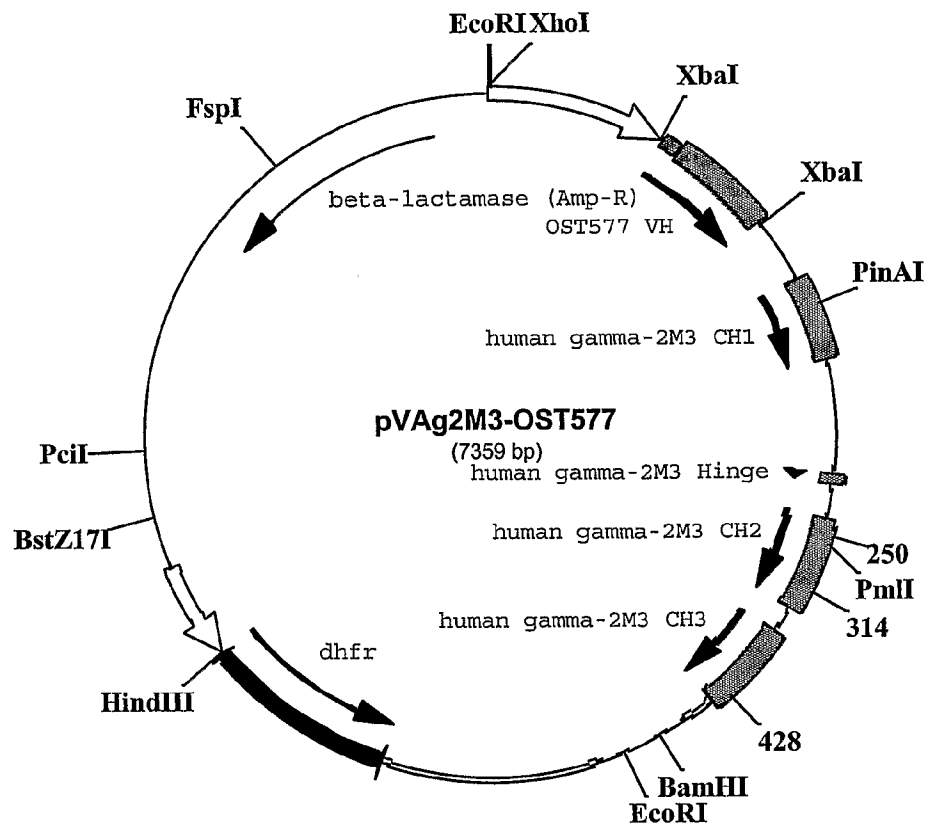 EcoRI XhoI
XbaI
FspI
XbaI
beta-lactamase (Amp-R)
OST577 VH
PinAI
human gamma-2M3 CH1
pVAg2M3-OST577
(7359 bp)
PciI
human gamma-2M3 Hinge
BstZ17I
human gamma-2M3 CH2
250
PmlI
human gamma-2M3 CH3
314
dhfr
HindIII
428
BamHI
EcoRI